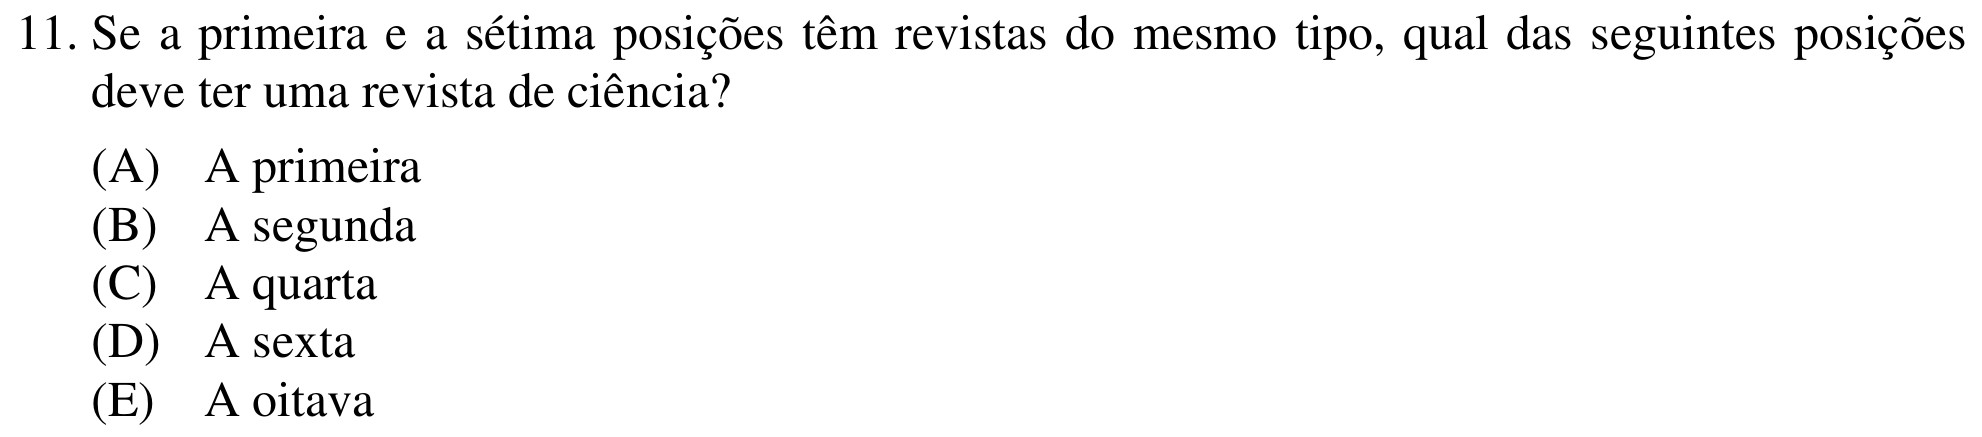 11. Se a primeira e a sétima posições têm revistas do mesmo tipo, qual das seguintes posições
deve ter uma revista de ciência?
(A) A primeira
(B) A segunda
(C) A quarta
(D) A sexta
(E) A oitava